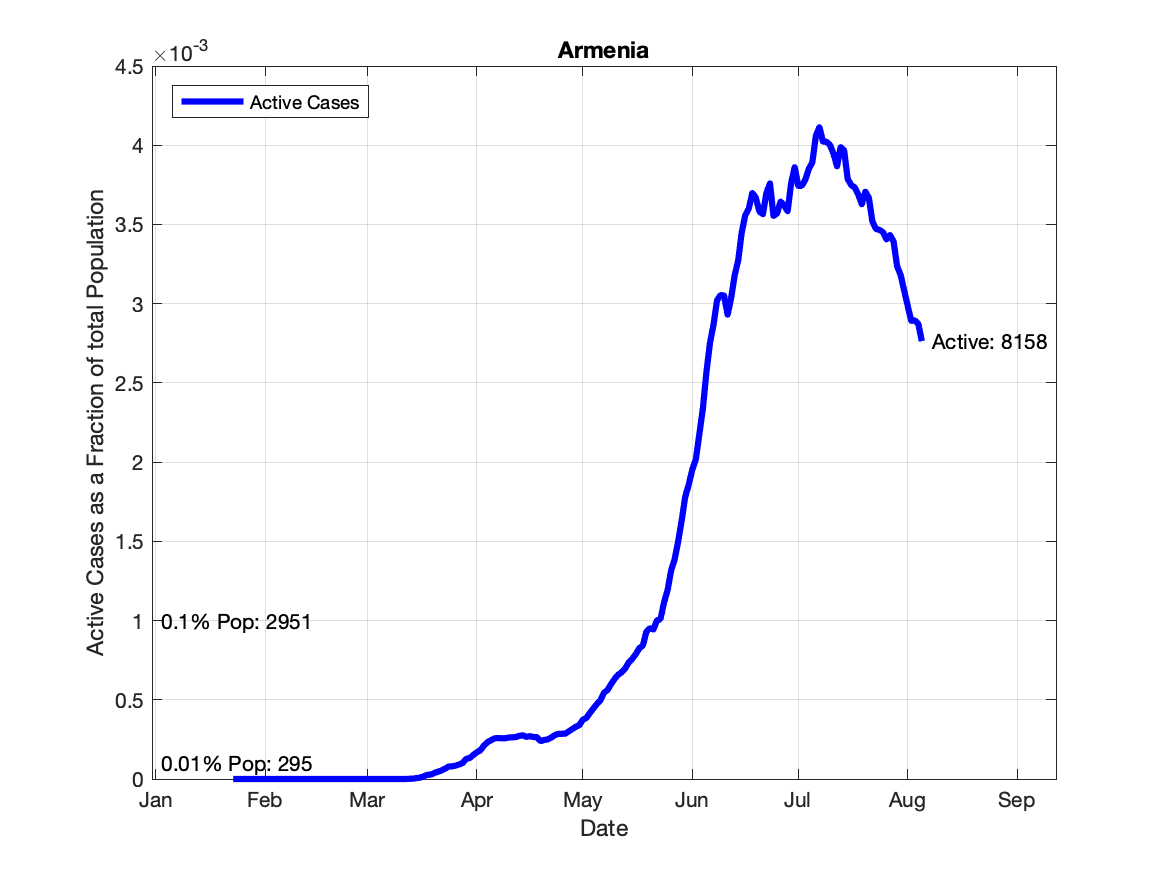 Armenia
×10-3
4.5
4
3.5
3
2.5
2
1.5
1
0.5
0
Active Cases
Active Cases as a Fraction of total Population
Active: 8158
0.1% Pop: 2951
0.01% Pop: 295
Jan Feb Mar Apr May Jun Jul Aug Sep
Date